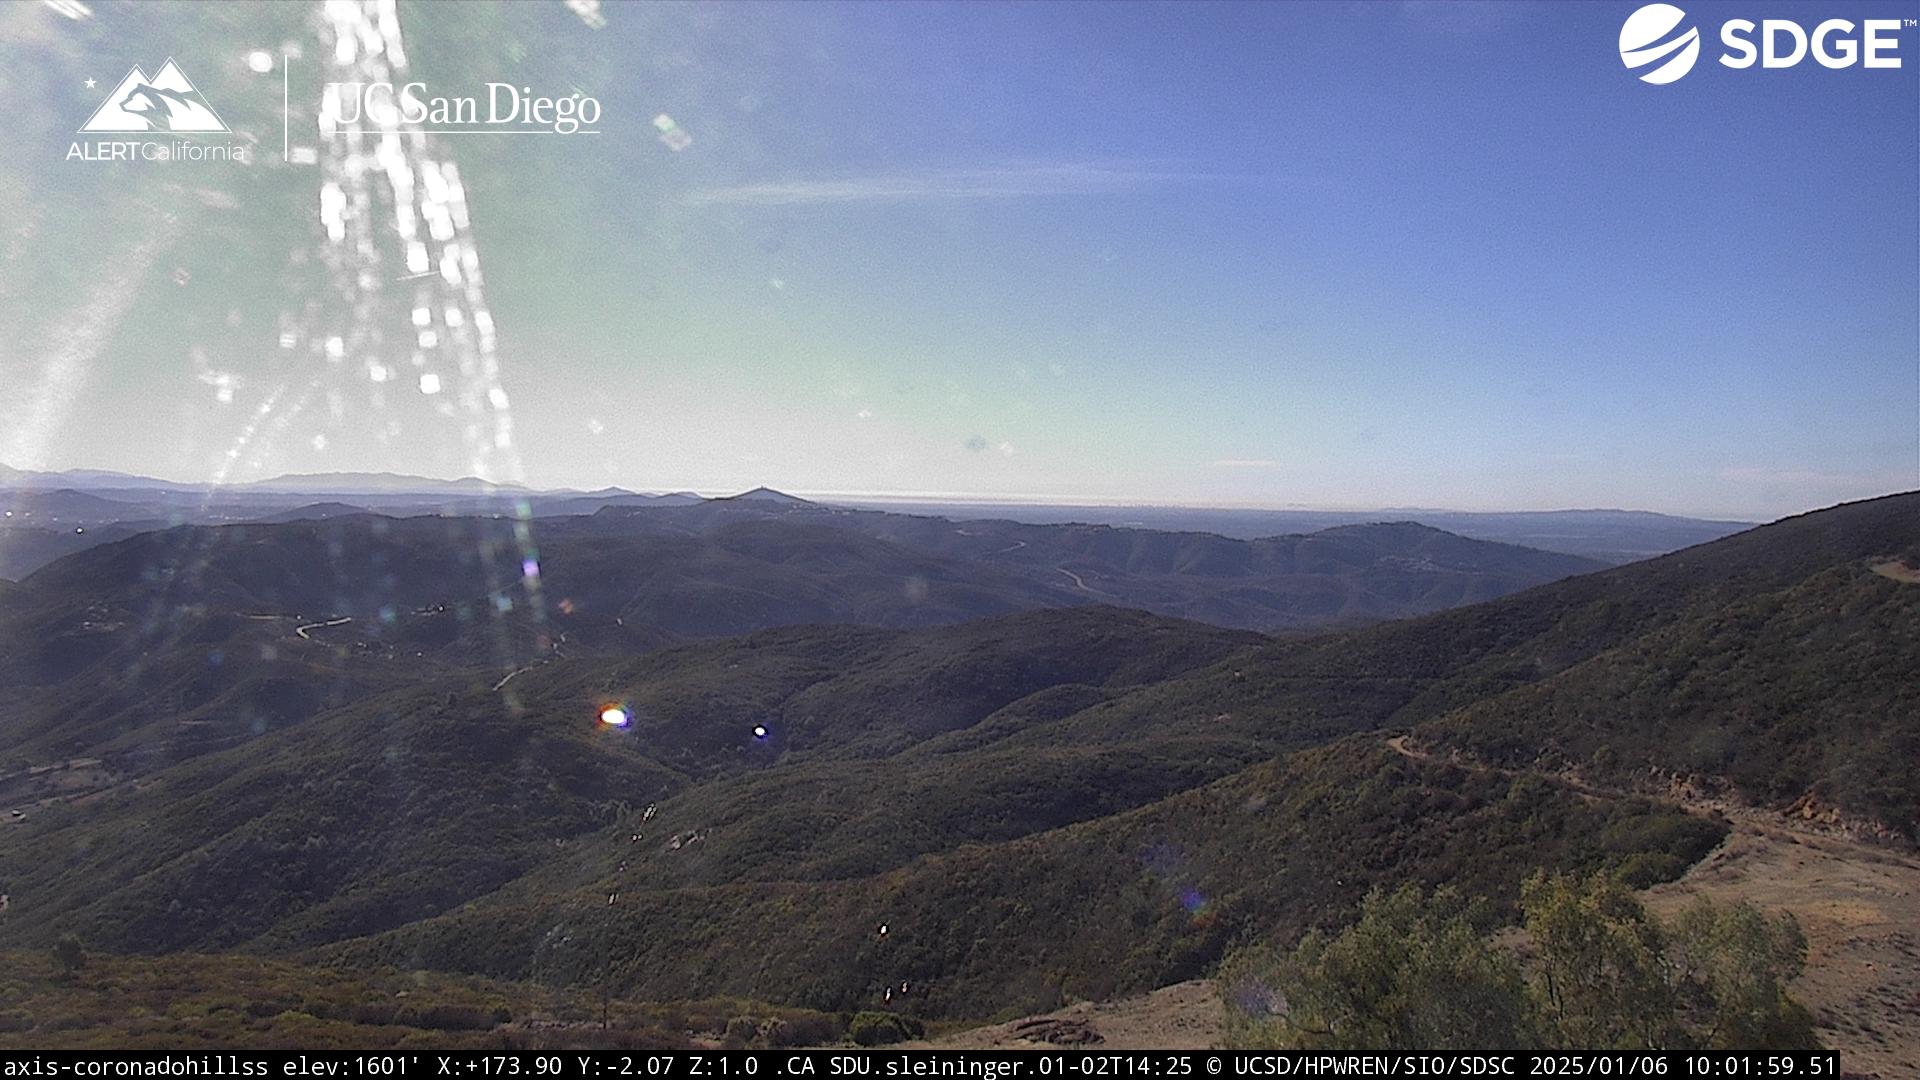 SDGE™
UC San Diego
ALERTCalifornia
axis-coronadohillss elev:1601' X:+173.90 Y:-2.07 Z:1.0 .CA SDU.sleininger.01-02T14:25 © UCSD/HPWREN/SIO/SDSC 2025/01/06 10:01:59.51